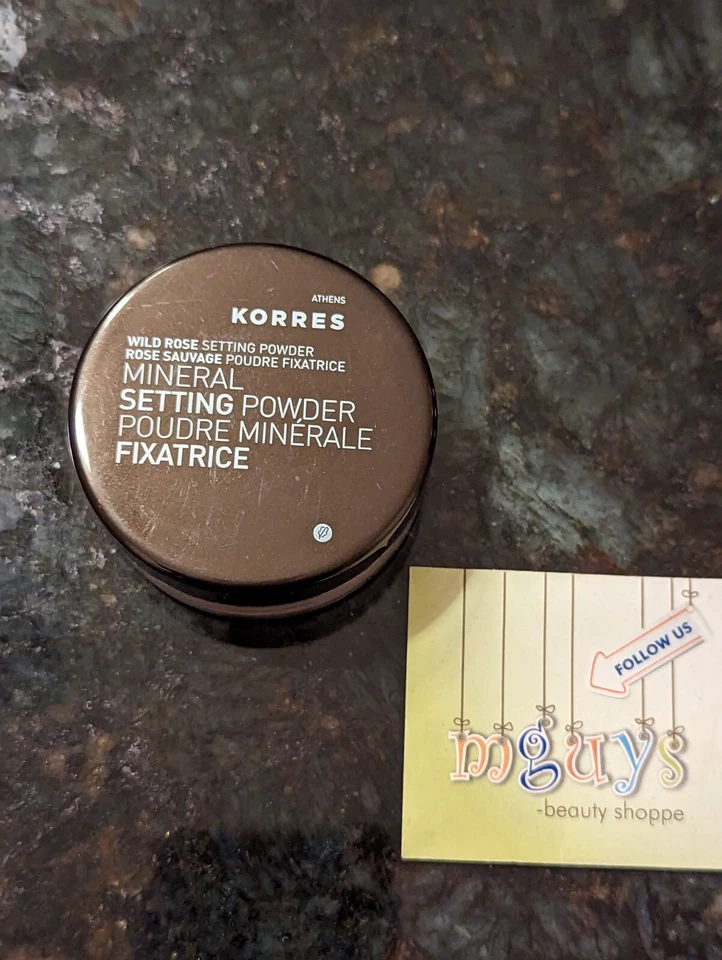 ATHENS
KORRES
WILD ROSE SETTING POWDER
ROSE SAUVAGE POUDRE FIXATRICE
MINERAL
SETTING POWDER
POUDRE MINÉRALE
FIXATRICE
FOLLOW US
mguys
-beauty shoppe